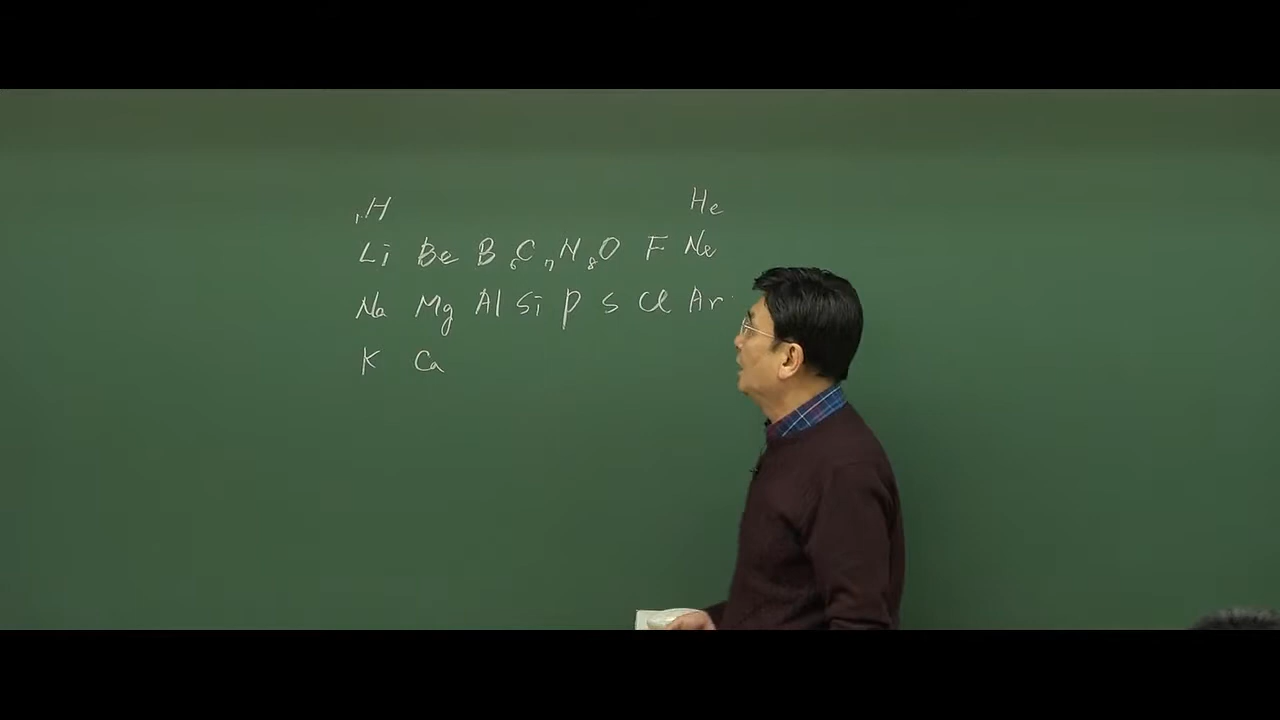 ₁H He
Li Be B ₆C ₇N ₈O F Ne
Na Mg Al Si P S Cl Ar
K Ca